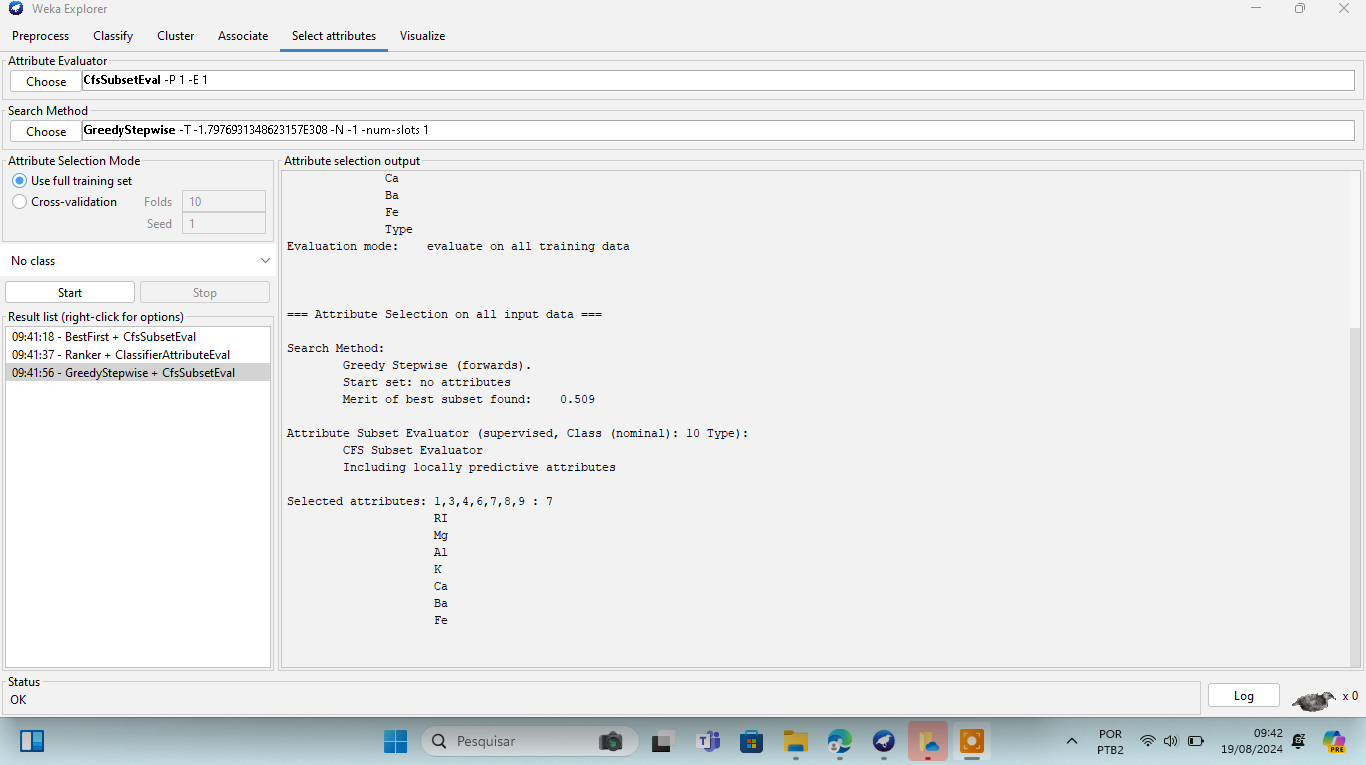 Weka Explorer
Preprocess Classify Cluster Associate Select attributes Visualize
Attribute Evaluator
Choose CfsSubsetEval -P 1 -E 1
Search Method
Choose GreedyStepwise -T -1.7976931348623157E308 -N -1 -num-slots 1
Attribute Selection Mode
Use full training set
Cross-validation Folds 10
Seed 1
No class
Start Stop
Result list (right-click for options)
09:41:18 - BestFirst + CfsSubsetEval
09:41:37 - Ranker + ClassifierAttributeEval
09:41:56 - GreedyStepwise + CfsSubsetEval
Attribute selection output
Ca
Ba
Fe
Type
Evaluation mode: evaluate on all training data
=== Attribute Selection on all input data ===
Search Method:
Greedy Stepwise (forwards).
Start set: no attributes
Merit of best subset found: 0.509
Attribute Subset Evaluator (supervised, Class (nominal): 10 Type):
CFS Subset Evaluator
Including locally predictive attributes
Selected attributes: 1,3,4,6,7,8,9 : 7
RI
Mg
Al
K
Ca
Ba
Fe
Status
OK
Log x 0
Pesquisar
POR
PTB2
09:42
19/08/2024
PRE